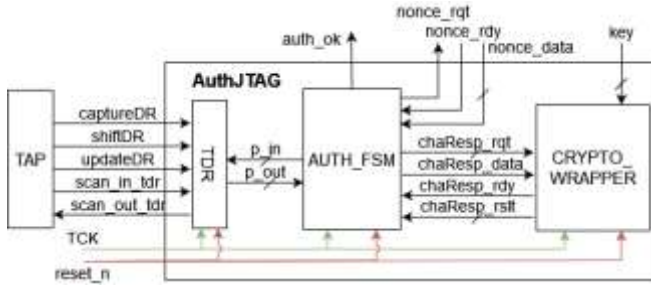 nonce_rqt
auth_ok
nonce_rdy
nonce_data
key
AuthJTAG
captureDR
shiftDR
updateDR
scan_in_tdr
scan_out_tdr
TAP
TDR
p_in
p_out
AUTH_FSM
chaResp_rqt
chaResp_data
chaResp_rdy
chaResp_rslt
CRYPTO_
WRAPPER
TCK
reset_n